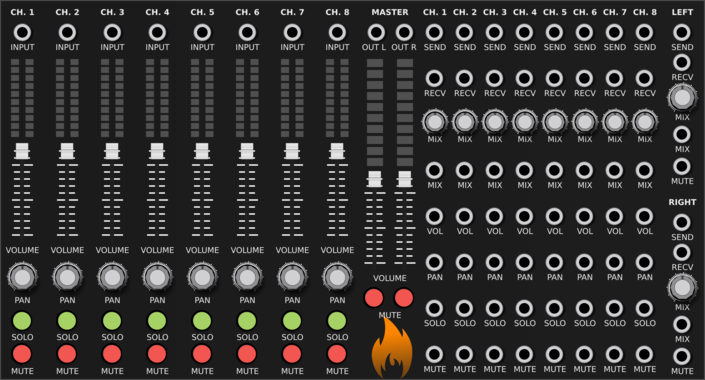 CH. 1 CH. 2 CH. 3 CH. 4 CH. 5 CH. 6 CH. 7 CH. 8 MASTER CH. 1 CH. 2 CH. 3 CH. 4 CH. 5 CH. 6 CH. 7 CH. 8 LEFT
INPUT INPUT INPUT INPUT INPUT INPUT INPUT INPUT OUT L OUT R SEND SEND SEND SEND SEND SEND SEND SEND SEND
RECV
RECV RECV RECV RECV RECV RECV RECV RECV
MIX
MIX MIX MIX MIX MIX MIX MIX MIX
MIX
MUTE
MIX MIX MIX MIX MIX MIX MIX MIX
RIGHT
VOL VOL VOL VOL VOL VOL VOL VOL
SEND
VOLUME VOLUME VOLUME VOLUME VOLUME VOLUME VOLUME VOLUME
RECV
VOLUME PAN PAN PAN PAN PAN PAN PAN PAN
PAN PAN PAN PAN PAN PAN PAN PAN
MIX
MUTE
SOLO SOLO SOLO SOLO SOLO SOLO SOLO SOLO
SOLO SOLO SOLO SOLO SOLO SOLO SOLO SOLO
MIX
MUTE MUTE MUTE MUTE MUTE MUTE MUTE MUTE MUTE MUTE MUTE MUTE MUTE MUTE MUTE MUTE MUTE